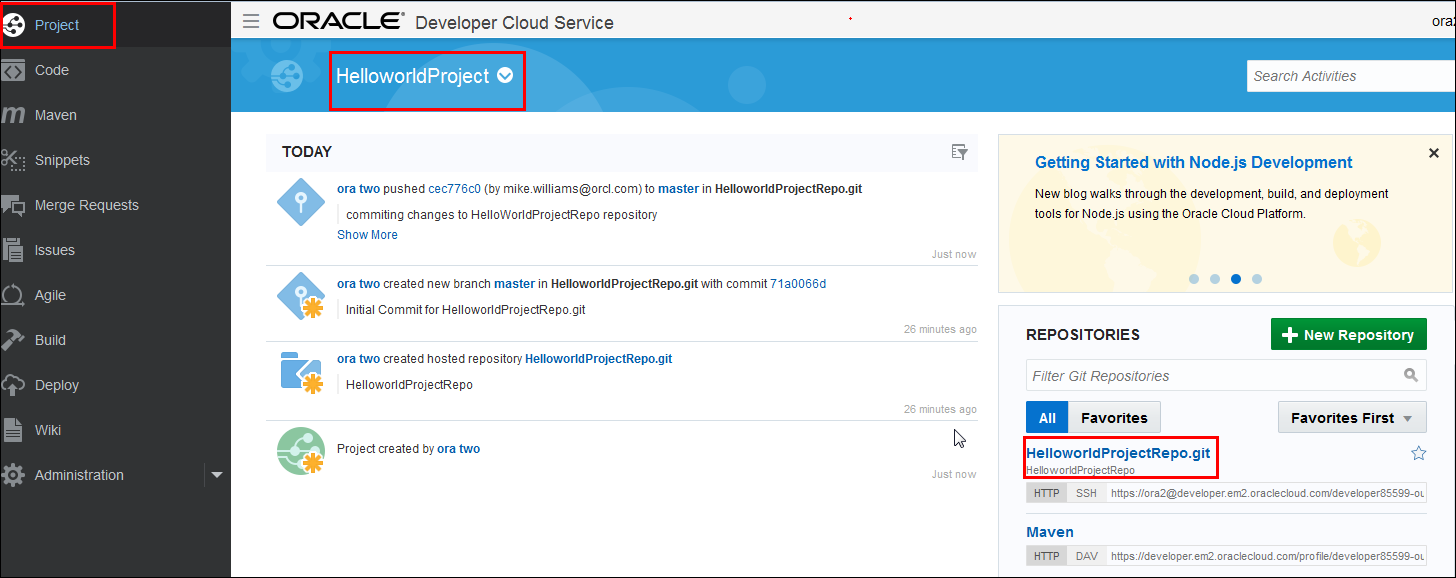 Project
Code
Maven
Snippets
Merge Requests
Issues
Agile
Build
Deploy
Wiki
Administration
ORACLE Developer Cloud Service
HelloworldProject
Search Activities
TODAY
ora two pushed cec776c0 (by mike.williams@orcl.com) to master in HelloworldProjectRepo.git
commiting changes to HelloWorldProjectRepo repository
Show More
Just now
ora two created new branch master in HelloworldProjectRepo.git with commit 71a0066d
Initial Commit for HelloworldProjectRepo.git
26 minutes ago
ora two created hosted repository HelloworldProjectRepo.git
HelloworldProjectRepo
26 minutes ago
Project created by ora two
Just now
Getting Started with Node.js Development
New blog walks through the development, build, and deployment
tools for Node.js using the Oracle Cloud Platform.
REPOSITORIES
New Repository
Filter Git Repositories
All Favorites
Favorites First
HelloworldProjectRepo.git
HelloworldProjectRepo
HTTP SSH https://ora2@developer.em2.oraclecloud.com/developer85599-ou
Maven
HTTP DAV https://developer.em2.oraclecloud.com/profile/developer85599-ou